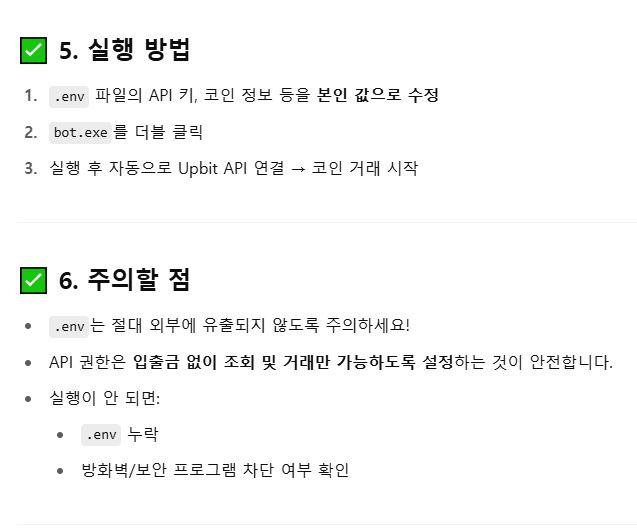 ✅ 5. 실행 방법
1. .env 파일의 API 키, 코인 정보 등을 본인 값으로 수정
2. bot.exe를 더블 클릭
3. 실행 후 자동으로 Upbit API 연결 → 코인 거래 시작
✅ 6. 주의할 점
• .env는 절대 외부에 유출되지 않도록 주의하세요!
• API 권한은 입출금 없이 조회 및 거래만 가능하도록 설정하는 것이 안전합니다.
• 실행이 안 되면:
• .env 누락
• 방화벽/보안 프로그램 차단 여부 확인